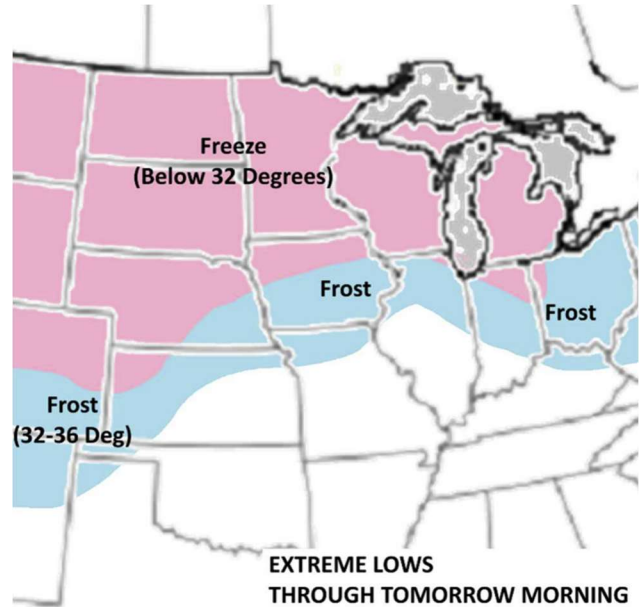 Freeze
(Below 32 Degrees)
Frost
Frost
Frost
(32-36 Deg)
EXTREME LOWS
THROUGH TOMORROW MORNING